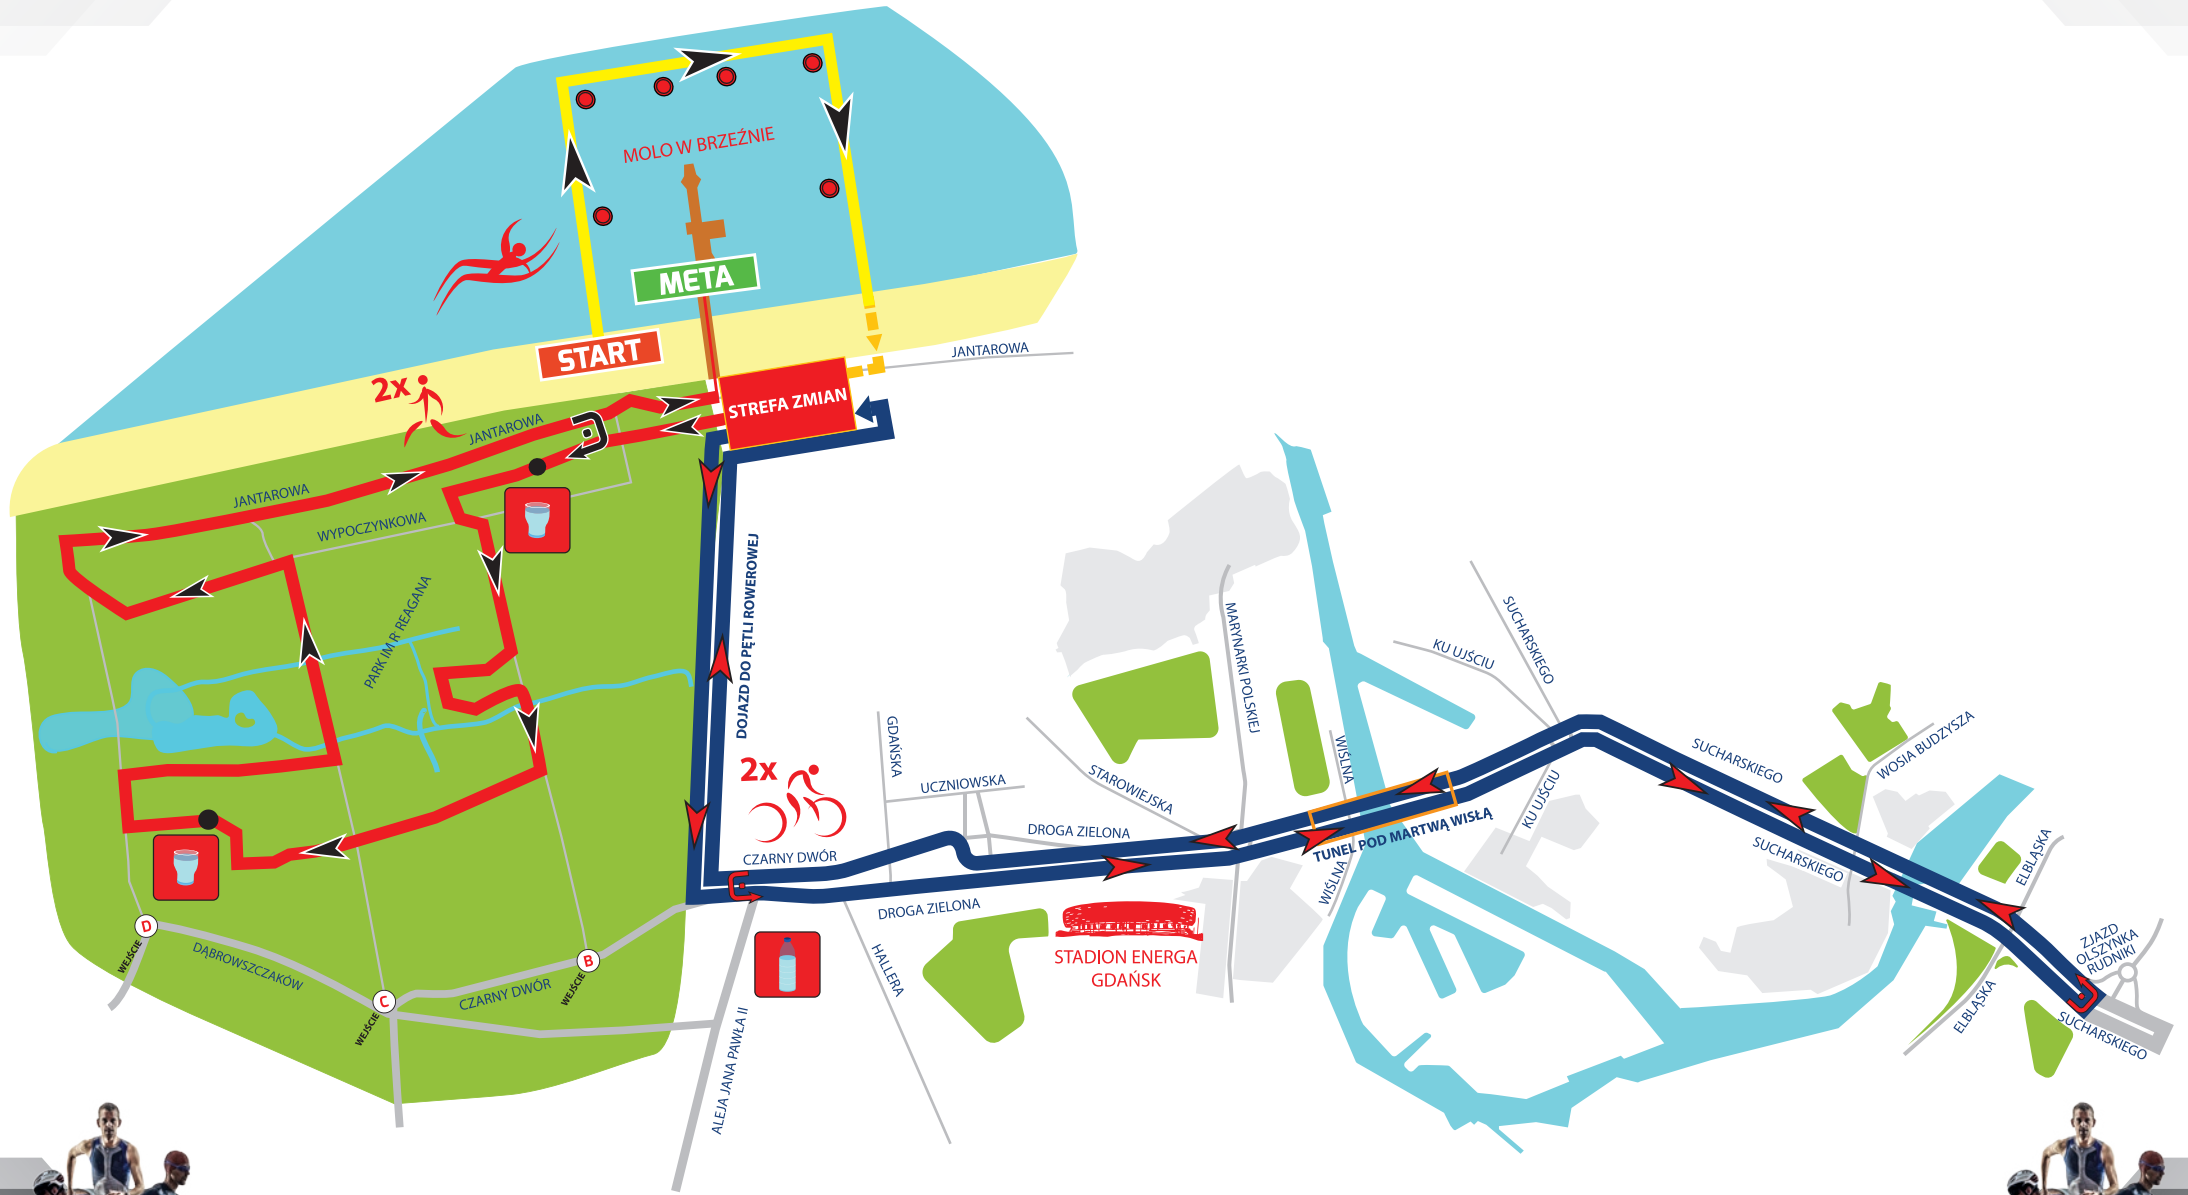 MOLO W BRZEŹNIE
META
START
JANTAROWA
2x
STREFA ZMIAN
JANTAROWA
JANTAROWA
WYPOCZYNKOWA
PARK IM.R. REAGANA
DOJAZD DO PĘTLI ROWEROWEJ
MARYNARKI POLSKIEJ
SUCHARSKIEGO
KU UJŚCIU
GDAŃSKA
WIŚLNA
SUCHARSKIEGO
WOSIA BUDZYSZA
2x
UCZNIOWSKA
STAROWIEJSKA
KU UJŚCIU
DROGA ZIELONA
TUNEL POD MARTWĄ WISŁĄ
CZARNY DWÓR
SUCHARSKIEGO
ELBLĄSKA
WIŚLNA
DROGA ZIELONA
D
WEJŚCIE
DĄBROWSZCZAKÓW
B
WEJŚCIE
CZARNY DWÓR
C
WEJŚCIE
HALLERA
STADION ENERGA
GDAŃSK
ZJAZD
OLSZYNKA
RUDNIKI
ELBLĄSKA
SUCHARSKIEGO
ALEJA JANA PAWŁA II